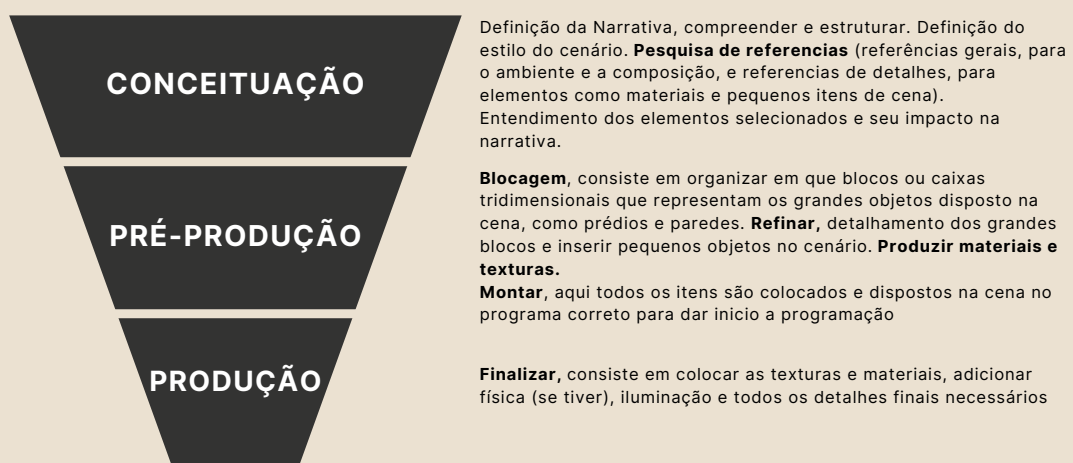 CONCEITUAÇÃO
Definição da Narrativa, compreender e estruturar. Definição do
estilo do cenário. Pesquisa de referencias (referências gerais, para
o ambiente e a composição, e referencias de detalhes, para
elementos como materiais e pequenos itens de cena).
Entendimento dos elementos selecionados e seu impacto na
narrativa.
PRÉ-PRODUÇÃO
Blocagem, consiste em organizar em que blocos ou caixas
tridimensionais que representam os grandes objetos disposto na
cena, como prédios e paredes. Refinar, detalhamento dos grandes
blocos e inserir pequenos objetos no cenário. Produzir materiais e
texturas.
Montar, aqui todos os itens são colocados e dispostos na cena no
programa correto para dar inicio a programação
PRODUÇÃO
Finalizar, consiste em colocar as texturas e materiais, adicionar
física (se tiver), iluminação e todos os detalhes finais necessários